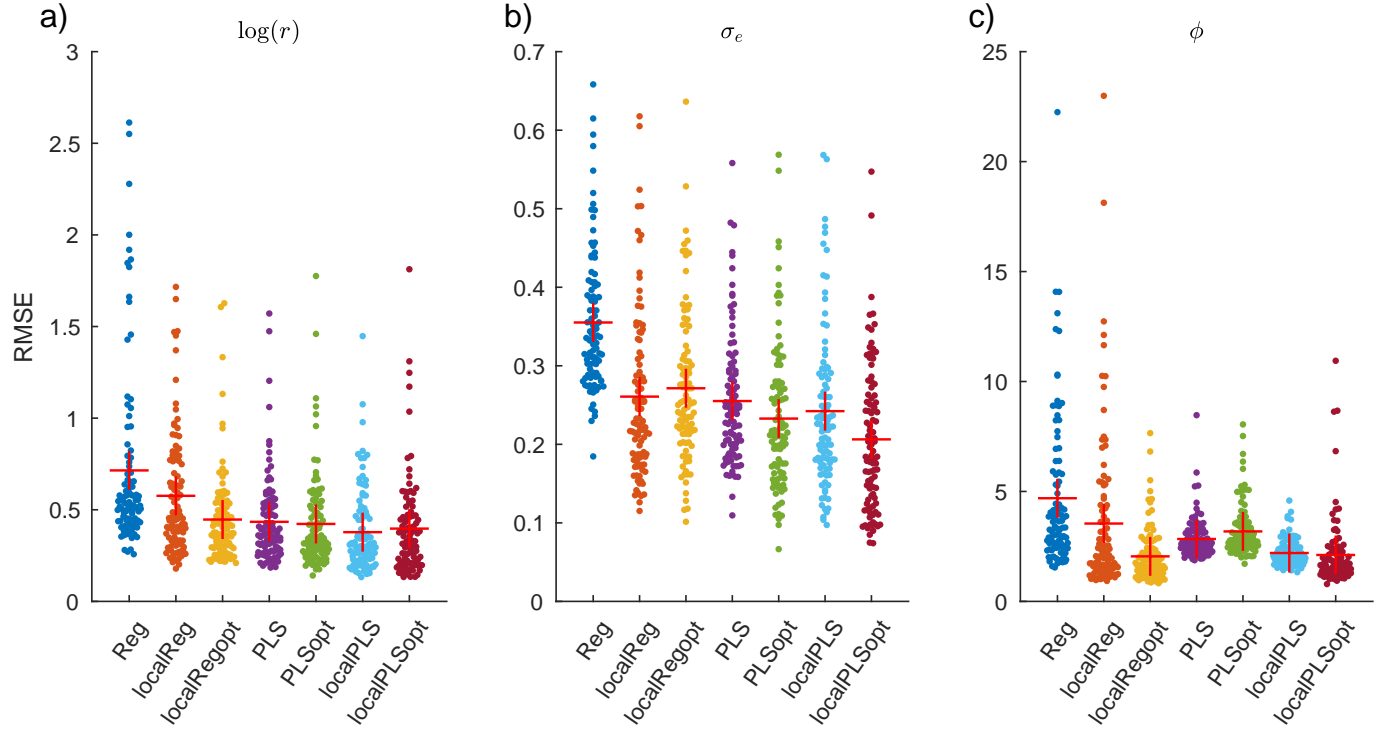 a)
log(r)
3
2.5
2
1.5
1
0.5
0
RMSE
Reg
localReg
localRegopt
PLS
PLSopt
localPLS
localPLSopt
b)
σₑ
0.7
0.6
0.5
0.4
0.3
0.2
0.1
0
Reg
localReg
localRegopt
PLS
PLSopt
localPLS
localPLSopt
c)
ϕ
25
20
15
10
5
0
Reg
localReg
localRegopt
PLS
PLSopt
localPLS
localPLSopt